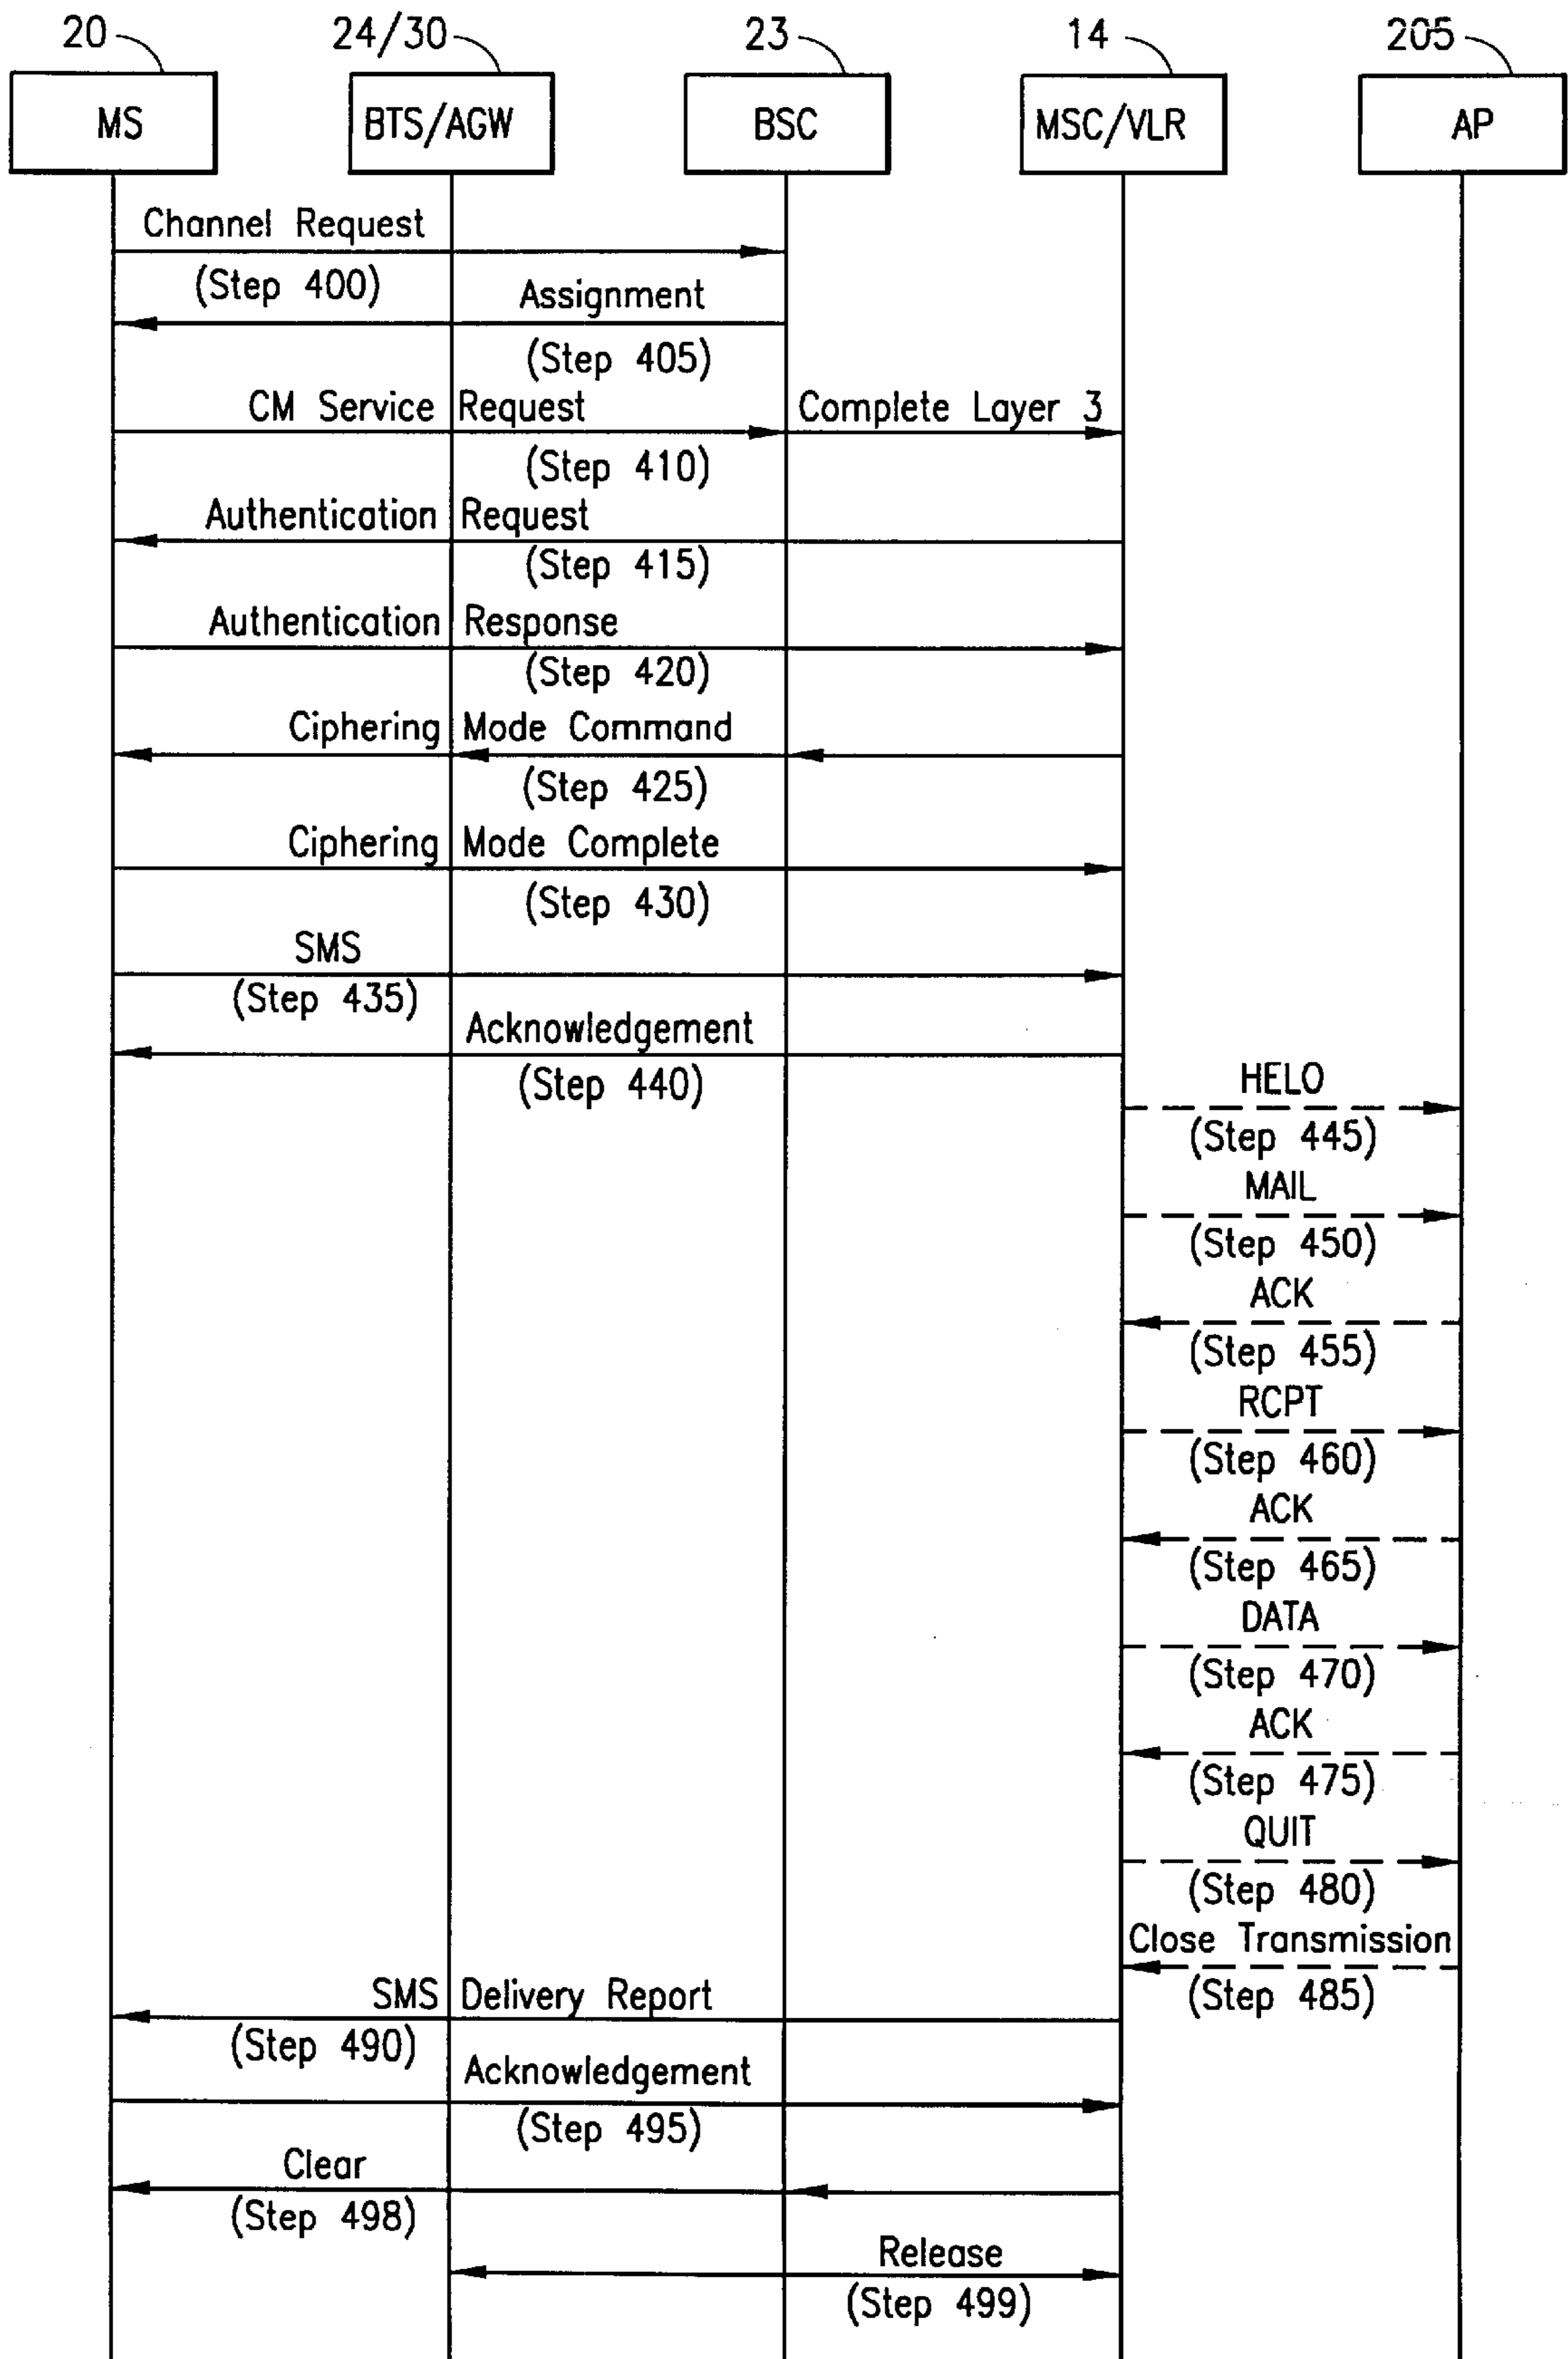 20 24/30 23 14 205
MS BTS/AGW BSC MSC/VLR AP
Channel Request
(Step 400)
Assignment
(Step 405)
CM Service Request Complete Layer 3
(Step 410)
Authentication Request
(Step 415)
Authentication Response
(Step 420)
Ciphering Mode Command
(Step 425)
Ciphering Mode Complete
(Step 430)
SMS
(Step 435)
Acknowledgement
(Step 440)
HELO
(Step 445)
MAIL
(Step 450)
ACK
(Step 455)
RCPT
(Step 460)
ACK
(Step 465)
DATA
(Step 470)
ACK
(Step 475)
QUIT
(Step 480)
Close Transmission
(Step 485)
SMS Delivery Report
(Step 490)
Acknowledgement
(Step 495)
Clear
(Step 498)
Release
(Step 499)